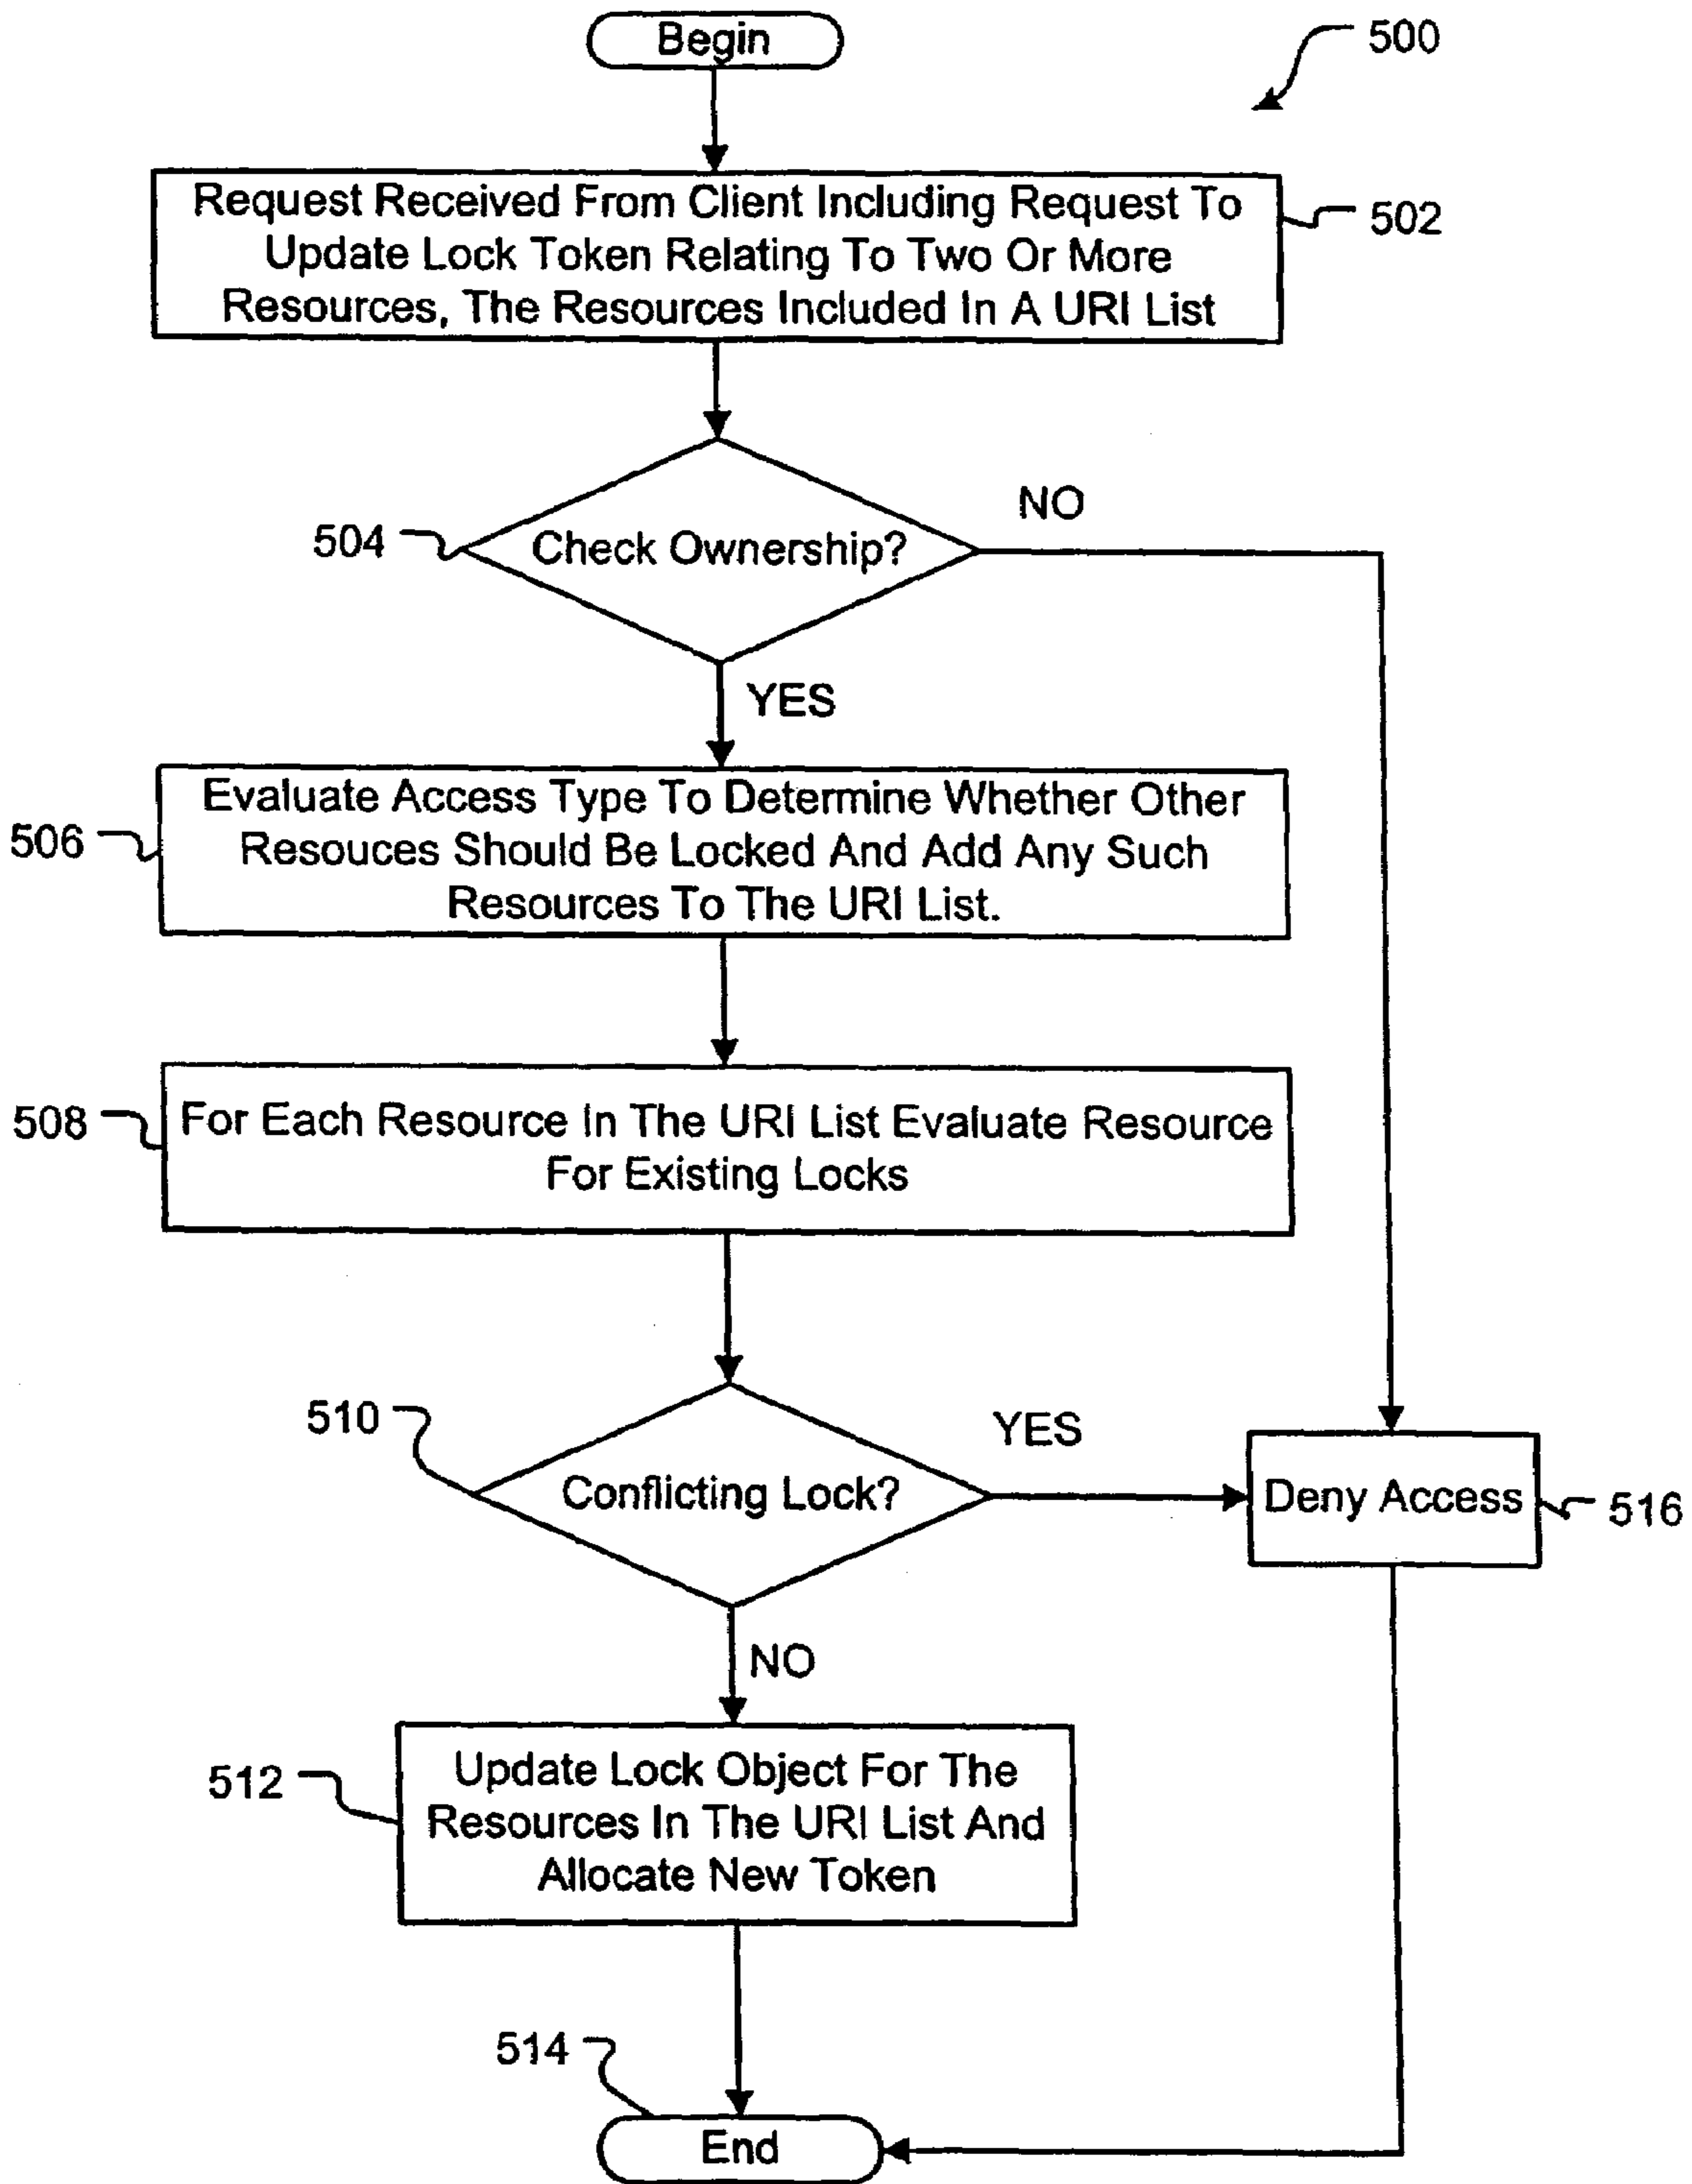 Begin
500
Request Received From Client Including Request To
Update Lock Token Relating To Two Or More
Resources, The Resources Included In A URI List
502
NO
504
Check Ownership?
YES
Evaluate Access Type To Determine Whether Other
Resouces Should Be Locked And Add Any Such
Resources To The URI List.
506
For Each Resource In The URI List Evaluate Resource
For Existing Locks
508
510
YES
Conflicting Lock?
Deny Access
516
NO
Update Lock Object For The
Resources In The URI List And
Allocate New Token
512
514
End